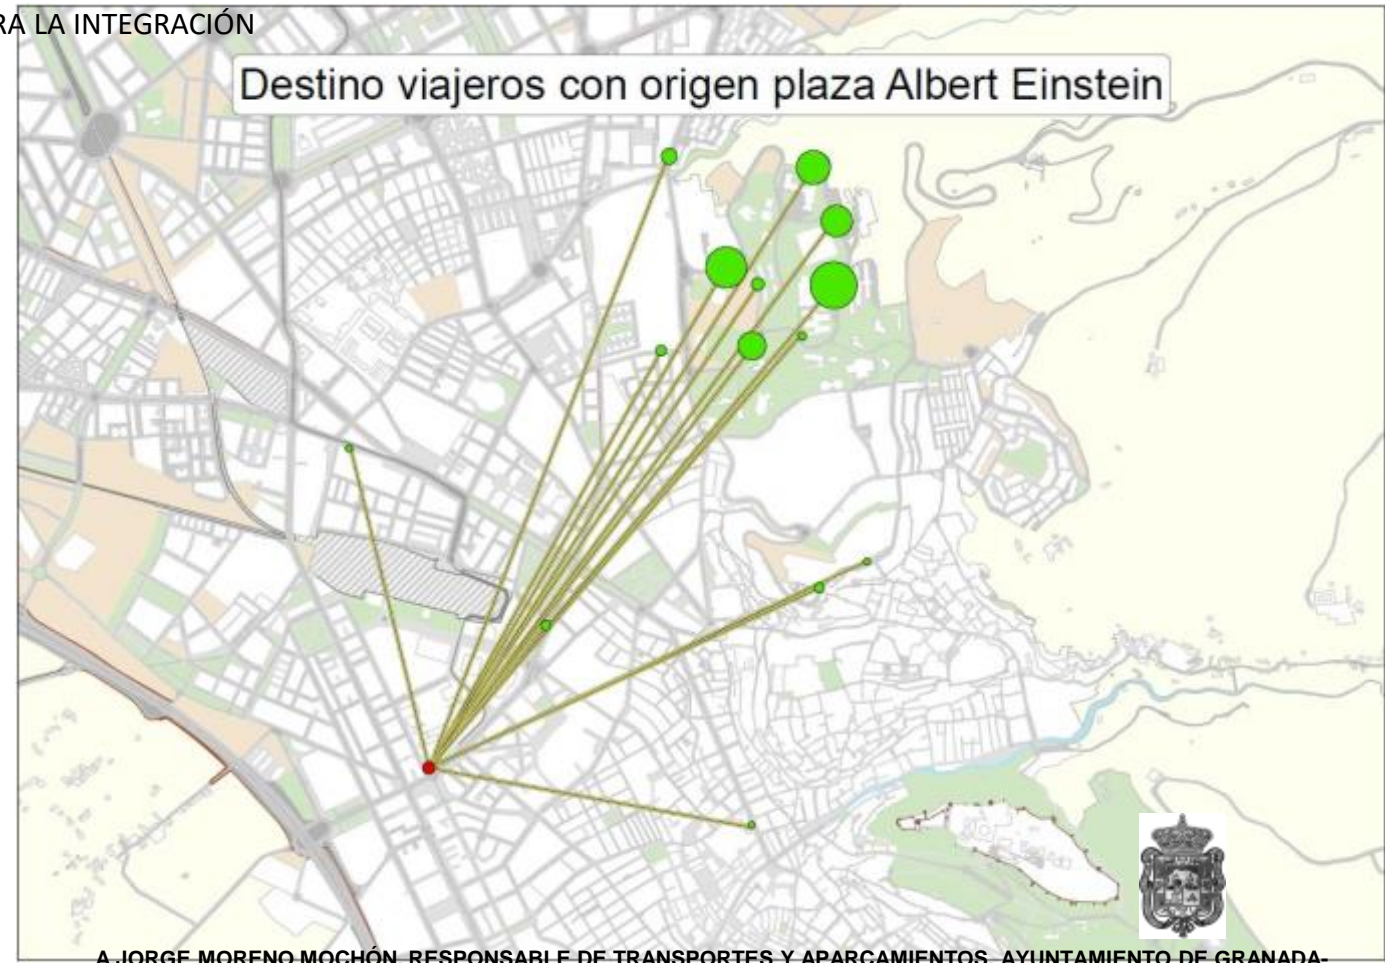 RA LA INTEGRACIÓN
Destino viajeros con origen plaza Albert Einstein
A JORGE MORENO MOCHÓN, RESPONSABLE DE TRANSPORTES Y APARCAMIENTOS, AYUNTAMIENTO DE GRANADA-